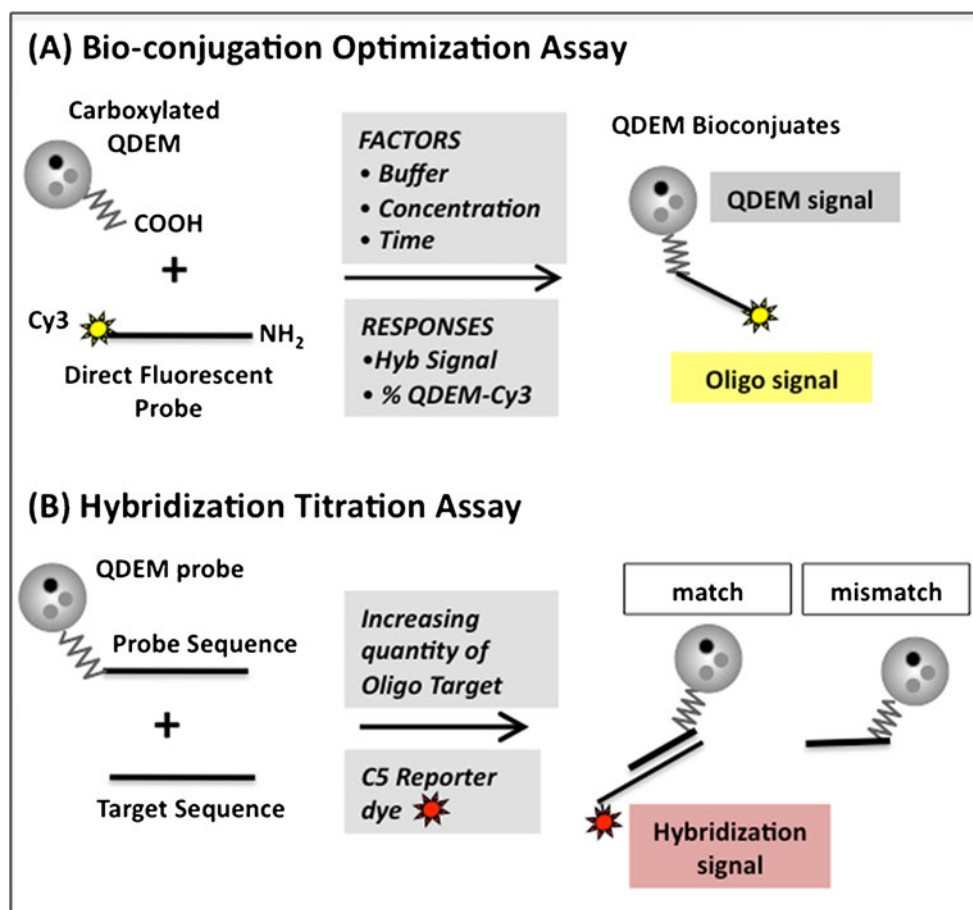 (A) Bio-conjugation Optimization Assay
Carboxylated
QDEM
COOH
+
Cy3
NH2
Direct Fluorescent
Probe
FACTORS
• Buffer
• Concentration
• Time
RESPONSES
•Hyb Signal
• % QDEM-Cy3
QDEM Bioconjuates
QDEM signal
Oligo signal
(B) Hybridization Titration Assay
QDEM probe
Probe Sequence
+
Target Sequence
Increasing
quantity of
Oligo Target
C5 Reporter
dye
match
mismatch
Hybridization
signal